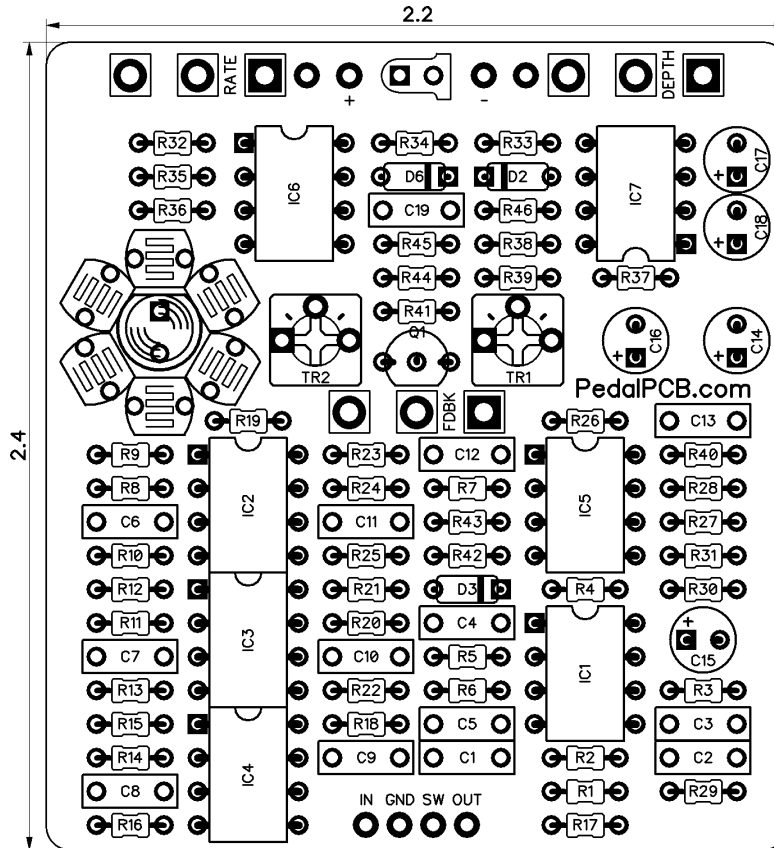 2.2
2.4
RATE
+
-
DEPTH
R32
R34
R33
C17
+
R35
IC6
D6
D2
IC7
R36
C19
R46
C18
+
R45
R38
R44
R39
R37
R41
Q1
C16
+
C14
+
TR2
TR1
PedalPCB.com
FDBK
R19
R26
C13
R9
R23
C12
R40
R8
IC2
R24
R7
IC5
R28
C6
C11
R43
R27
R10
R25
R42
R31
R12
R21
D3
R4
R30
R11
IC3
R20
C4
+
C7
C10
R5
IC1
C15
R13
R22
R6
R3
R15
R18
C5
C3
R14
IC4
C9
C1
R2
C2
C8
IN GND SW OUT
R1
R29
R16
R17